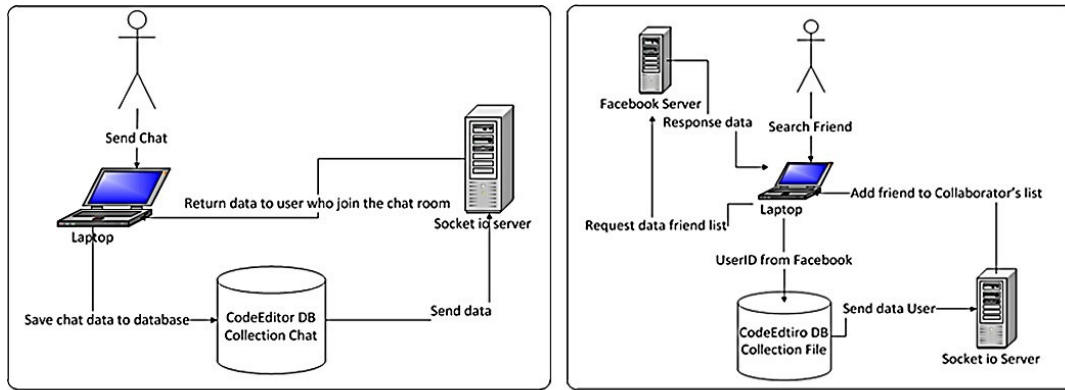 Send Chat
Return data to user who join the chat room
Laptop
Socket io server
Save chat data to database
CodeEditor DB
Collection Chat
Send data
Facebook Server
Response data
Search Friend
Add friend to Collaborator's list
Laptop
Request data friend list
UserID from Facebook
CodeEdtiro DB
Collection File
Send data User
Socket io Server